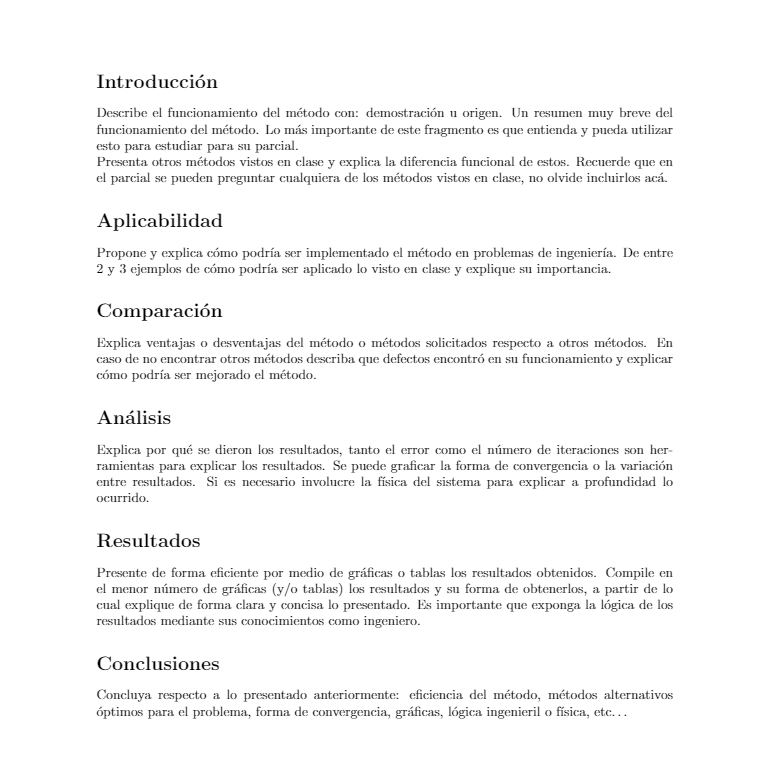 Introducción
Describe el funcionamiento del método con: demostración u origen. Un resumen muy breve del
funcionamiento del método. Lo más importante de este fragmento es que entienda y pueda utilizar
esto para estudiar para su parcial.
Presenta otros métodos vistos en clase y explica la diferencia funcional de estos. Recuerde que en
el parcial se pueden preguntar cualquiera de los métodos vistos en clase, no olvide incluirlos acá.
Aplicabilidad
Propone y explica cómo podría ser implementado el método en problemas de ingeniería. De entre
2 y 3 ejemplos de cómo podría ser aplicado lo visto en clase y explique su importancia.
Comparación
Explica ventajas o desventajas del método o métodos solicitados respecto a otros métodos. En
caso de no encontrar otros métodos describa que defectos encontró en su funcionamiento y explicar
cómo podría ser mejorado el método.
Análisis
Explica por qué se dieron los resultados, tanto el error como el número de iteraciones son her-
ramientas para explicar los resultados. Se puede graficar la forma de convergencia o la variación
entre resultados. Si es necesario involucre la física del sistema para explicar a profundidad lo
ocurrido.
Resultados
Presente de forma eficiente por medio de gráficas o tablas los resultados obtenidos. Compile en
el menor número de gráficas (y/o tablas) los resultados y su forma de obtenerlos, a partir de lo
cual explique de forma clara y concisa lo presentado. Es importante que exponga la lógica de los
resultados mediante sus conocimientos como ingeniero.
Conclusiones
Concluya respecto a lo presentado anteriormente: eficiencia del método, métodos alternativos
óptimos para el problema, forma de convergencia, gráficas, lógica ingenieril o física, etc...